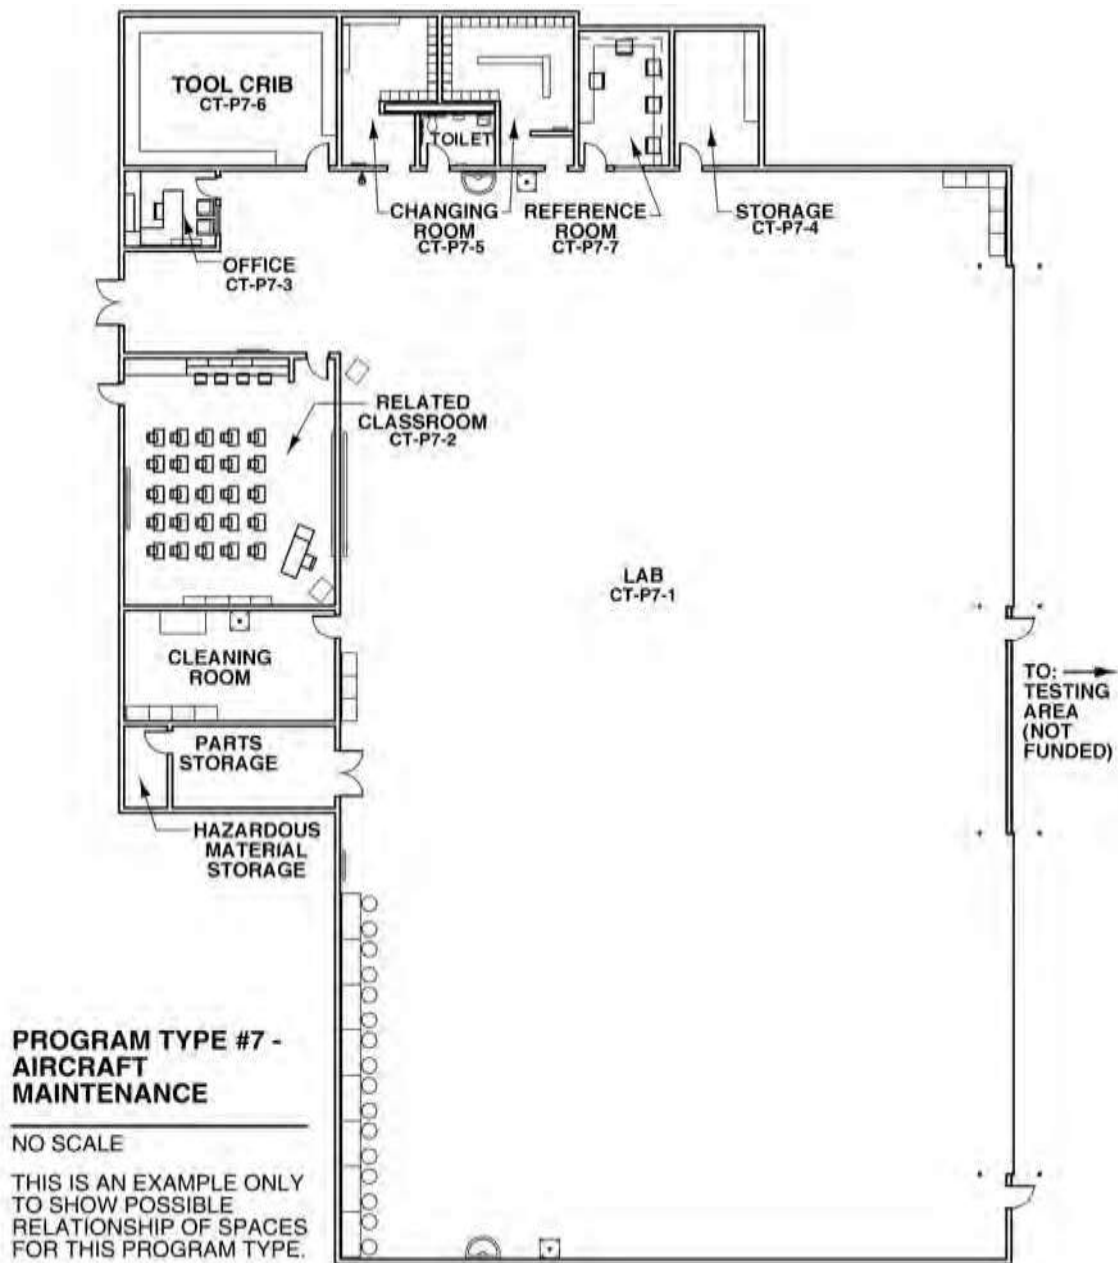 TOOL CRIB
CT-P7-6
TOILET
CHANGING
ROOM
CT-P7-5
REFERENCE
ROOM
CT-P7-7
STORAGE
CT-P7-4
OFFICE
CT-P7-3
RELATED
CLASSROOM
CT-P7-2
LAB
CT-P7-1
CLEANING
ROOM
TO:
TESTING
AREA
(NOT
FUNDED)
PARTS
STORAGE
HAZARDOUS
MATERIAL
STORAGE
PROGRAM TYPE #7 -
AIRCRAFT
MAINTENANCE
NO SCALE
THIS IS AN EXAMPLE ONLY
TO SHOW POSSIBLE
RELATIONSHIP OF SPACES
FOR THIS PROGRAM TYPE.